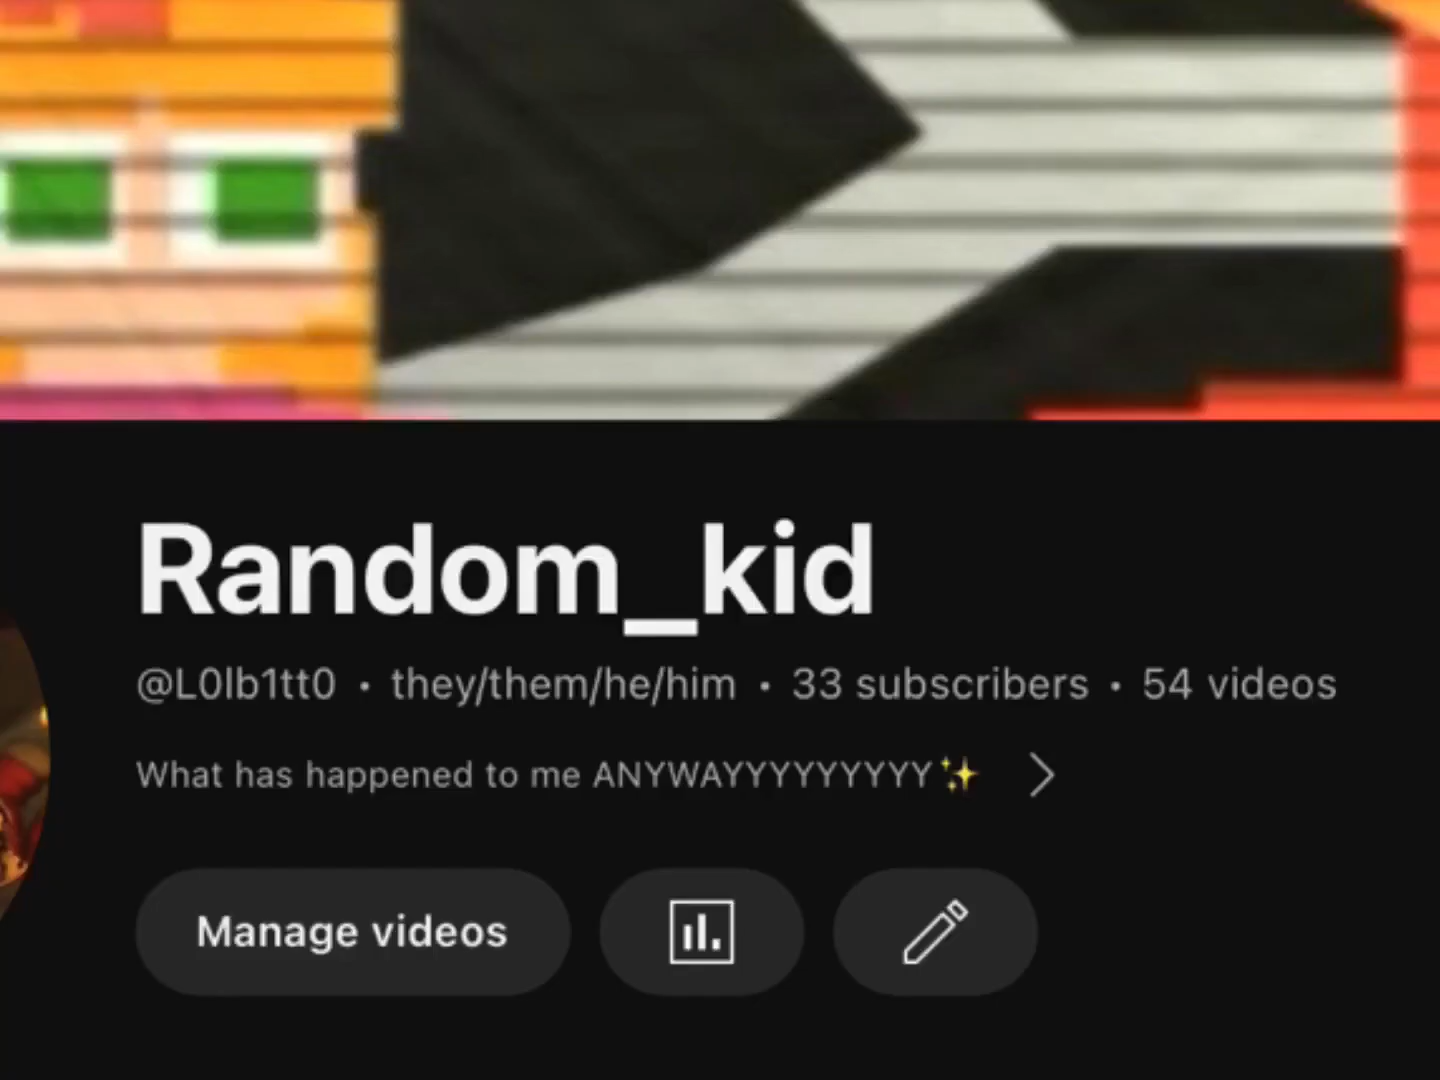 Random_kid
@L0lb1tt0 • they/them/he/him • 33 subscribers • 54 videos
What has happened to me ANYWAYYYYYYYYY✨
Manage videos